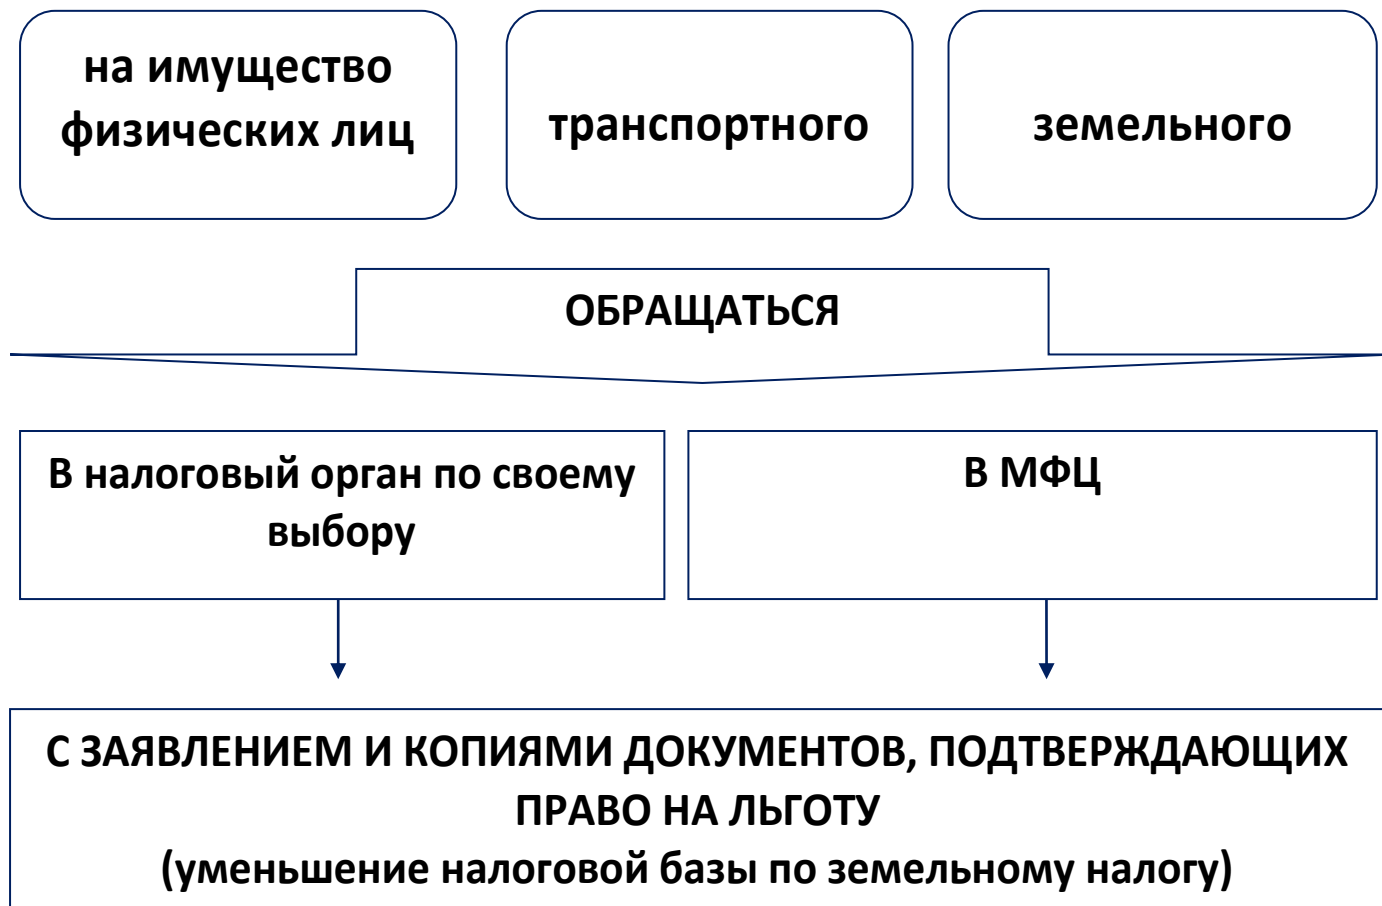 на имущество
физических лиц
транспортного
земельного
ОБРАЩАТЬСЯ
В налоговый орган по своему
выбору
В МФЦ
С ЗАЯВЛЕНИЕМ И КОПИЯМИ ДОКУМЕНТОВ, ПОДТВЕРЖДАЮЩИХ
ПРАВО НА ЛЬГОТУ
(уменьшение налоговой базы по земельному налогу)